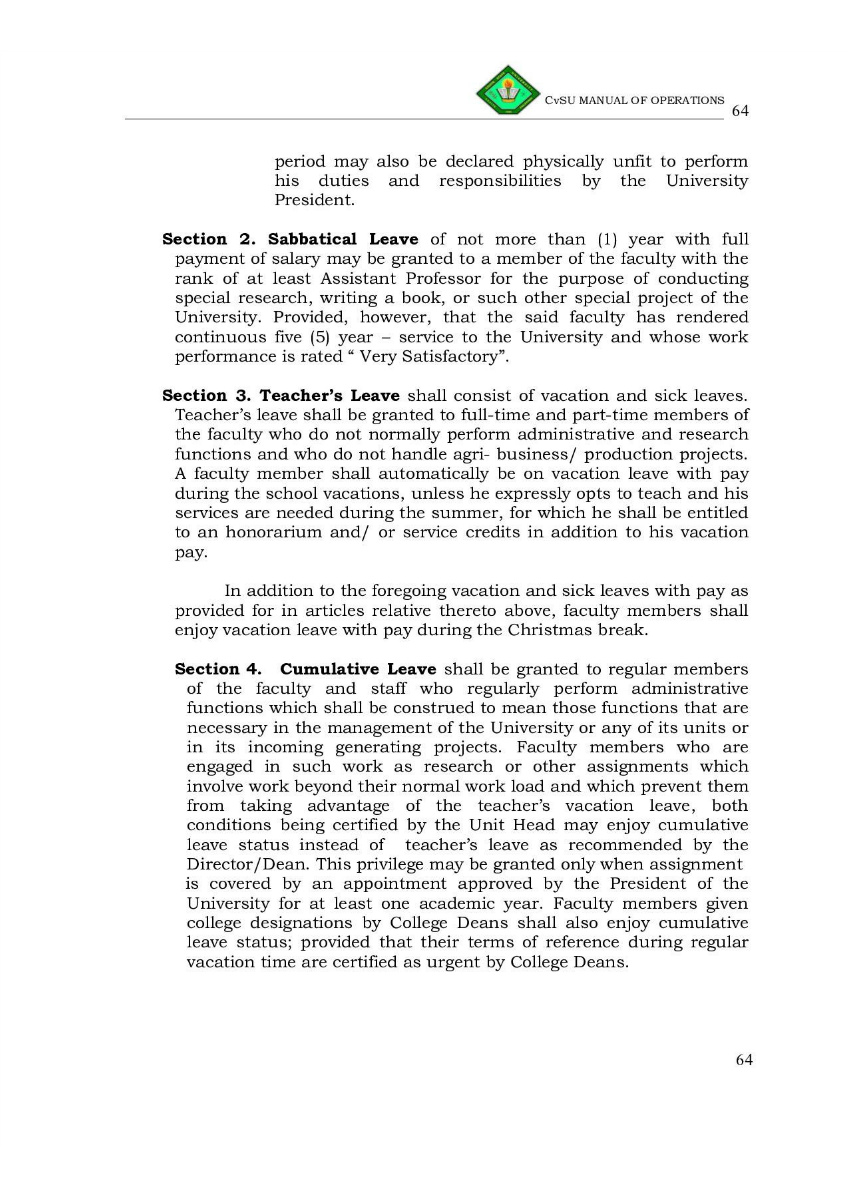 CvSU MANUAL OF OPERATIONS
64
period may also be declared physically unfit to perform
his duties and responsibilities by the University
President.
Section 2. Sabbatical Leave of not more than (1) year with full
payment of salary may be granted to a member of the faculty with the
rank of at least Assistant Professor for the purpose of conducting
special research, writing a book, or such other special project of the
University. Provided, however, that the said faculty has rendered
continuous five (5) year – service to the University and whose work
performance is rated “ Very Satisfactory”.
Section 3. Teacher’s Leave shall consist of vacation and sick leaves.
Teacher’s leave shall be granted to full-time and part-time members of
the faculty who do not normally perform administrative and research
functions and who do not handle agri- business/ production projects.
A faculty member shall automatically be on vacation leave with pay
during the school vacations, unless he expressly opts to teach and his
services are needed during the summer, for which he shall be entitled
to an honorarium and/ or service credits in addition to his vacation
pay.
In addition to the foregoing vacation and sick leaves with pay as
provided for in articles relative thereto above, faculty members shall
enjoy vacation leave with pay during the Christmas break.
Section 4. Cumulative Leave shall be granted to regular members
of the faculty and staff who regularly perform administrative
functions which shall be construed to mean those functions that are
necessary in the management of the University or any of its units or
in its incoming generating projects. Faculty members who are
engaged in such work as research or other assignments which
involve work beyond their normal work load and which prevent them
from taking advantage of the teacher’s vacation leave, both
conditions being certified by the Unit Head may enjoy cumulative
leave status instead of teacher’s leave as recommended by the
Director/Dean. This privilege may be granted only when assignment
is covered by an appointment approved by the President of the
University for at least one academic year. Faculty members given
college designations by College Deans shall also enjoy cumulative
leave status; provided that their terms of reference during regular
vacation time are certified as urgent by College Deans.
64